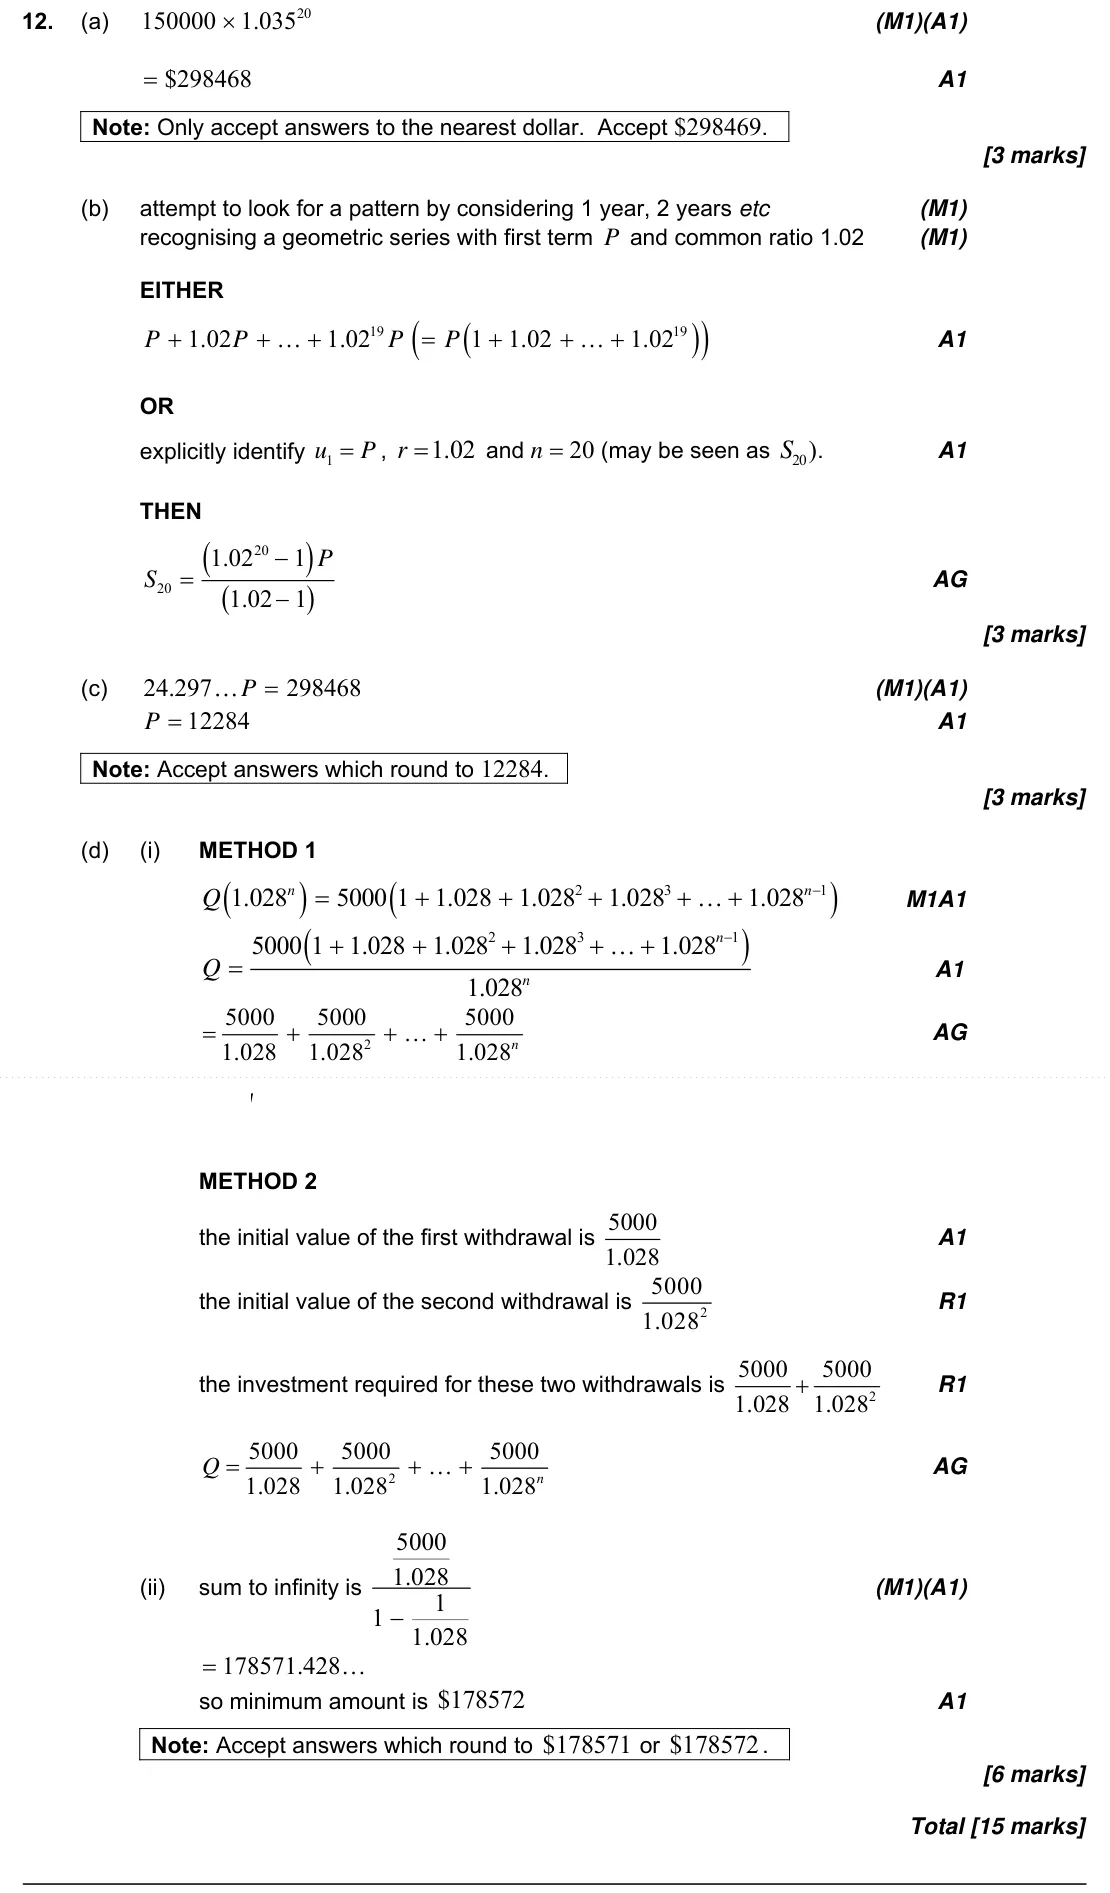 12. (a) 150000 × 1.035^20 (M1)(A1)
= $298468 A1
Note: Only accept answers to the nearest dollar. Accept $298469.
[3 marks]
(b) attempt to look for a pattern by considering 1 year, 2 years etc (M1)
recognising a geometric series with first term P and common ratio 1.02 (M1)
EITHER
P + 1.02P + … + 1.02^19 P (= P(1 + 1.02 + … + 1.02^19)) A1
OR
explicitly identify u_1 = P, r = 1.02 and n = 20 (may be seen as S_20). A1
THEN
S_20 = (1.02^20 − 1)P / (1.02 − 1) AG
[3 marks]
(c) 24.297…P = 298468 (M1)(A1)
P = 12284 A1
Note: Accept answers which round to 12284.
[3 marks]
(d) (i) METHOD 1
Q(1.028^n) = 5000(1 + 1.028 + 1.028^2 + 1.028^3 + … + 1.028^(n−1)) M1A1
Q = 5000(1 + 1.028 + 1.028^2 + 1.028^3 + … + 1.028^(n−1)) / 1.028^n A1
= 5000/1.028 + 5000/1.028^2 + … + 5000/1.028^n AG
METHOD 2
the initial value of the first withdrawal is 5000/1.028 A1
the initial value of the second withdrawal is 5000/1.028^2 R1
the investment required for these two withdrawals is 5000/1.028 + 5000/1.028^2 R1
Q = 5000/1.028 + 5000/1.028^2 + … + 5000/1.028^n AG
(ii) sum to infinity is (5000/1.028) / (1 − 1/1.028) (M1)(A1)
= 178571.428…
so minimum amount is $178572 A1
Note: Accept answers which round to $178571 or $178572.
[6 marks]
Total [15 marks]